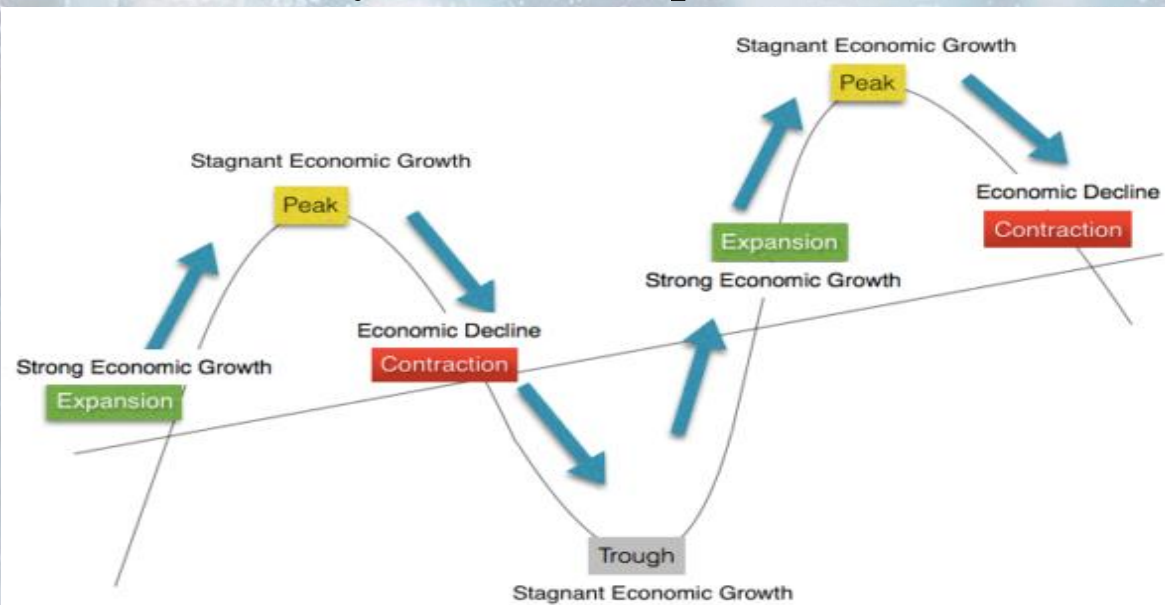 Stagnant Economic Growth
Peak
Stagnant Economic Growth
Peak
Economic Decline
Contraction
Expansion
Strong Economic Growth
Economic Decline
Contraction
Strong Economic Growth
Expansion
Trough
Stagnant Economic Growth